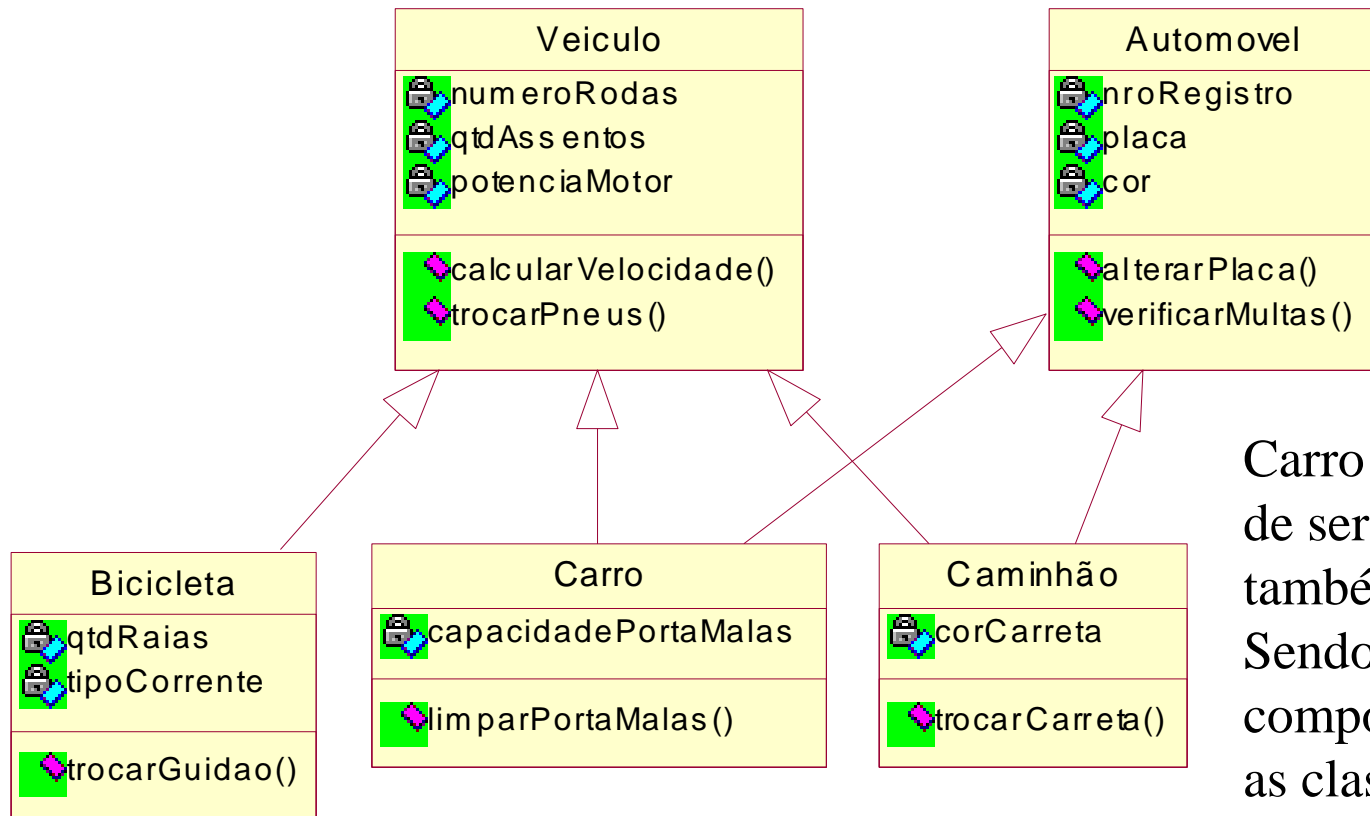 Veiculo
numeroRodas
qtdAssentos
potenciaMotor
calcularVelocidade()
trocarPneus()
Automovel
nroRegistro
placa
cor
alterarPlaca()
verificarMultas()
Bicicleta
qtdRaias
tipoCorrente
trocarGuidao()
Carro
capacidadePortaMalas
limparPortaMalas()
Caminhão
corCarreta
trocarCarreta()
Carro
de ser
també
Sendo
compo
as clas